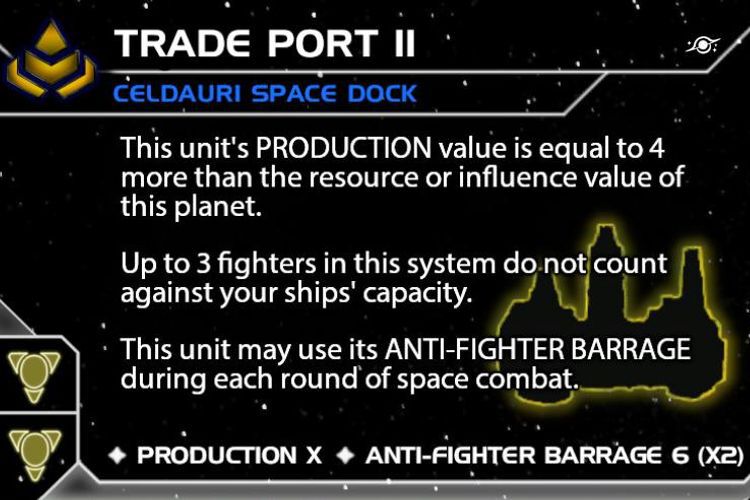 TRADE PORT II
CELDAURI SPACE DOCK
This unit's PRODUCTION value is equal to 4
more than the resource or influence value of
this planet.
Up to 3 fighters in this system do not count
against your ships' capacity.
This unit may use its ANTI-FIGHTER BARRAGE
during each round of space combat.
PRODUCTION X ANTI-FIGHTER BARRAGE 6 (X2)